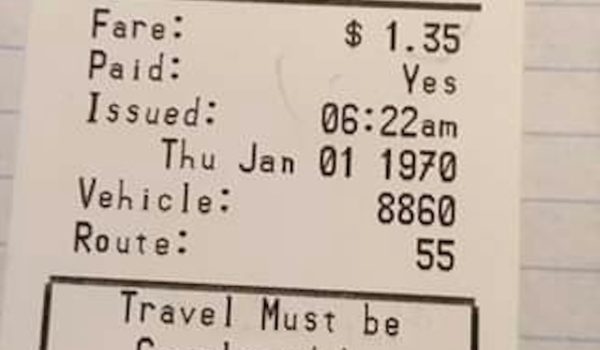 Fare: $ 1.35
Paid: Yes
Issued: 06:22am
Thu Jan 01 1970
Vehicle: 8860
Route: 55
Travel Must be